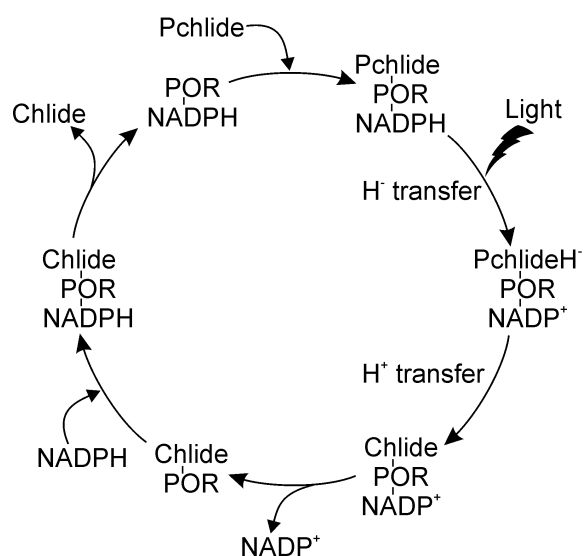 Pchlide
POR
NADPH
Pchlide
POR
NADPH
Light
H⁻ transfer
PchlideH⁻
POR
NADP⁺
H⁺ transfer
Chlide
POR
NADP⁺
NADP⁺
Chlide
POR
NADPH
Chlide
POR
NADPH
Chlide